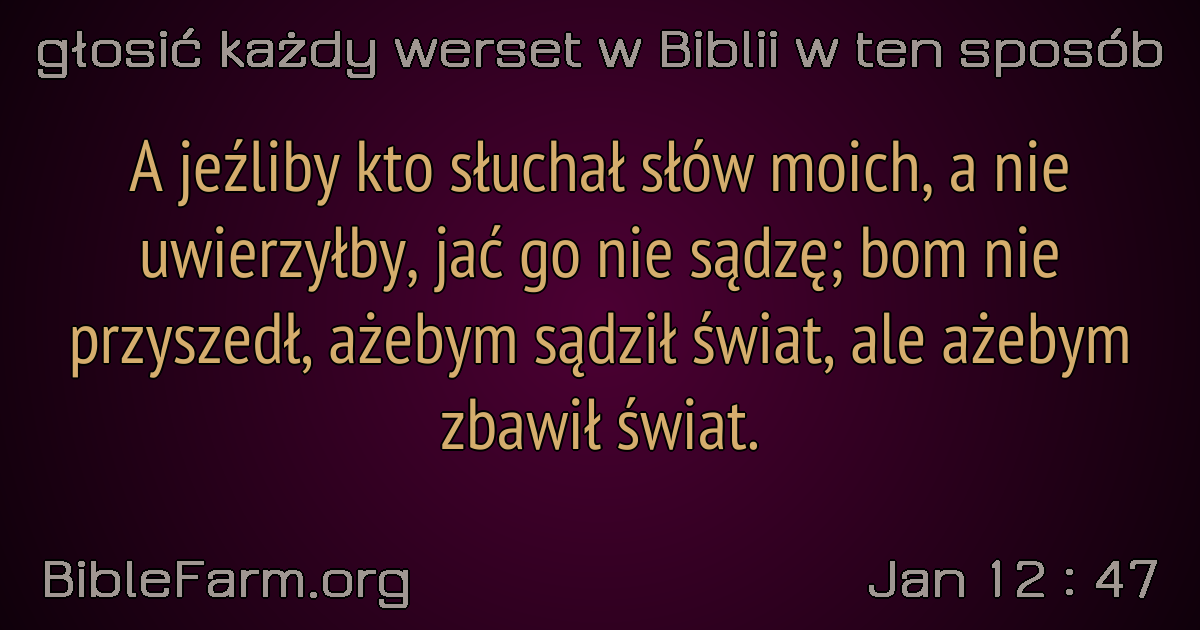 głosić każdy werset w Biblii w ten sposób
A jeźliby kto słuchał słów moich, a nie
uwierzyłby, jać go nie sądzę; bom nie
przyszedł, ażebym sądził świat, ale ażebym
zbawił świat.
BibleFarm.org
Jan 12 : 47